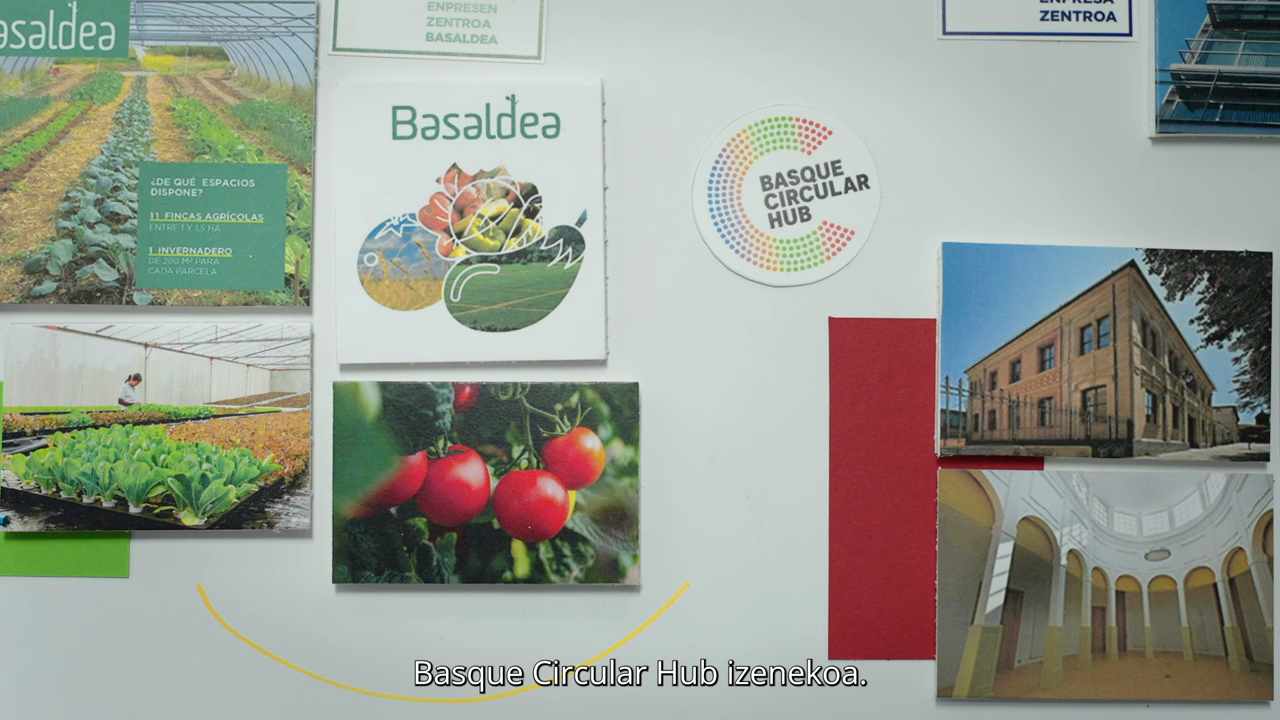 Basaldea
ENPRESEN
ZENTROA
BASALDEA
ENPRESA
ZENTROA
Basaldea
BASQUE
CIRCULAR
HUB
¿DE QUÉ ESPACIOS
DISPONE?
11 FINCAS AGRÍCOLAS
ENTRE 1 Y 1,5 HA
1 INVERNADERO
DE 280 M² PARA
CADA PARCELA
Basque Circular Hub izenekoa.